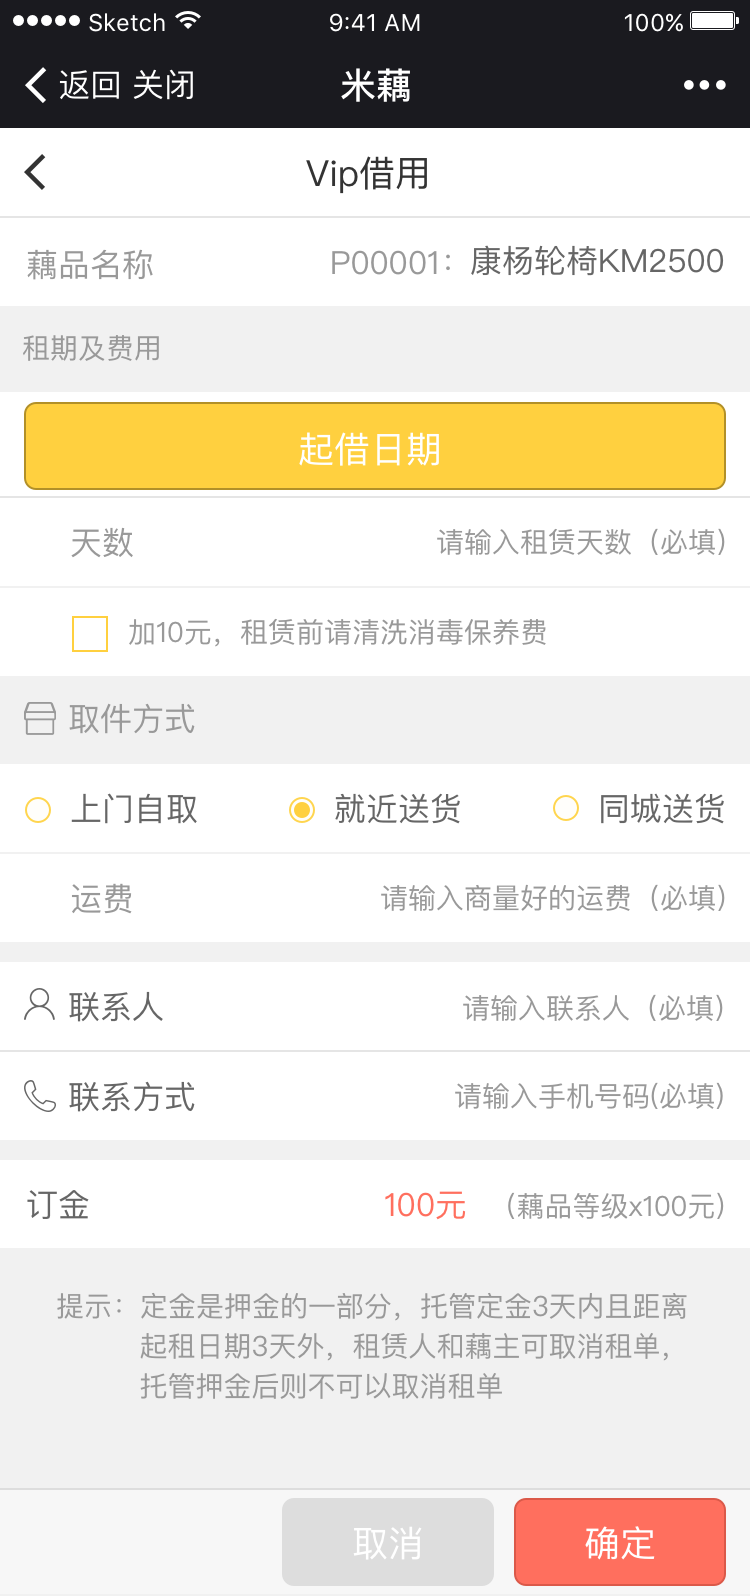 ●●●●● Sketch 9:41 AM 100%
返回 关闭 米藕 •••
Vip借用
藕品名称 P00001：康杨轮椅KM2500
租期及费用
起借日期
天数 请输入租赁天数（必填）
加10元，租赁前请清洗消毒保养费
取件方式
上门自取 就近送货 同城送货
运费 请输入商量好的运费（必填）
联系人 请输入联系人（必填）
联系方式 请输入手机号码(必填)
订金 100元 （藕品等级x100元）
提示：定金是押金的一部分，托管定金3天内且距离
起租日期3天外，租赁人和藕主可取消租单，
托管押金后则不可以取消租单
取消 确定